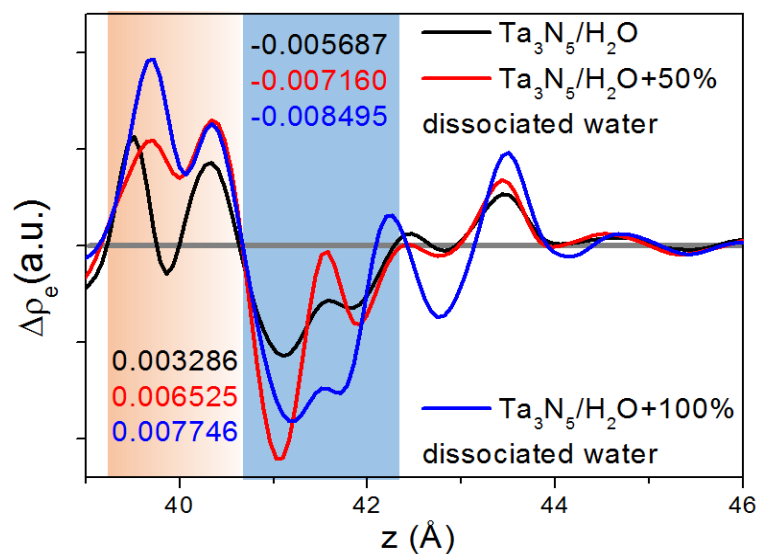 -0.005687
-0.007160
-0.008495
Ta₃N₅/H₂O
Ta₃N₅/H₂O+50%
dissociated water
0.003286
0.006525
0.007746
Ta₃N₅/H₂O+100%
dissociated water
Δρₑ(a.u.)
40
42
44
46
z (Å)